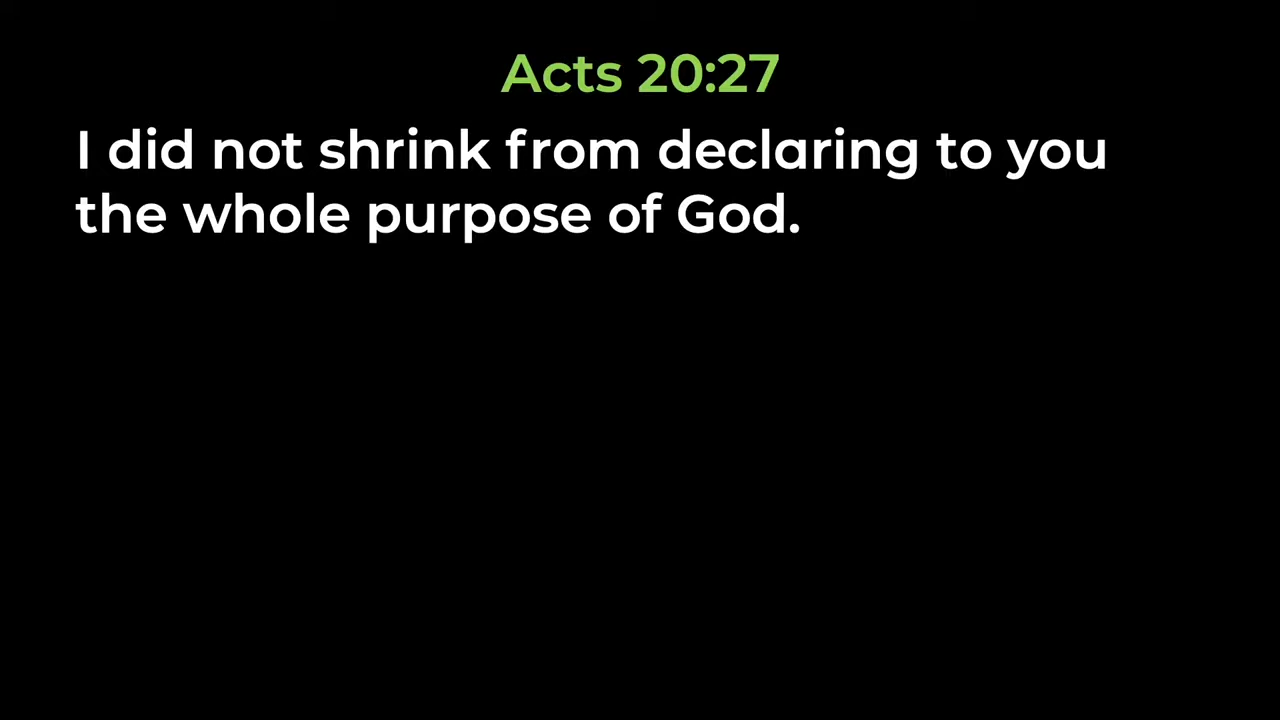 Acts 20:27
I did not shrink from declaring to you
the whole purpose of God.